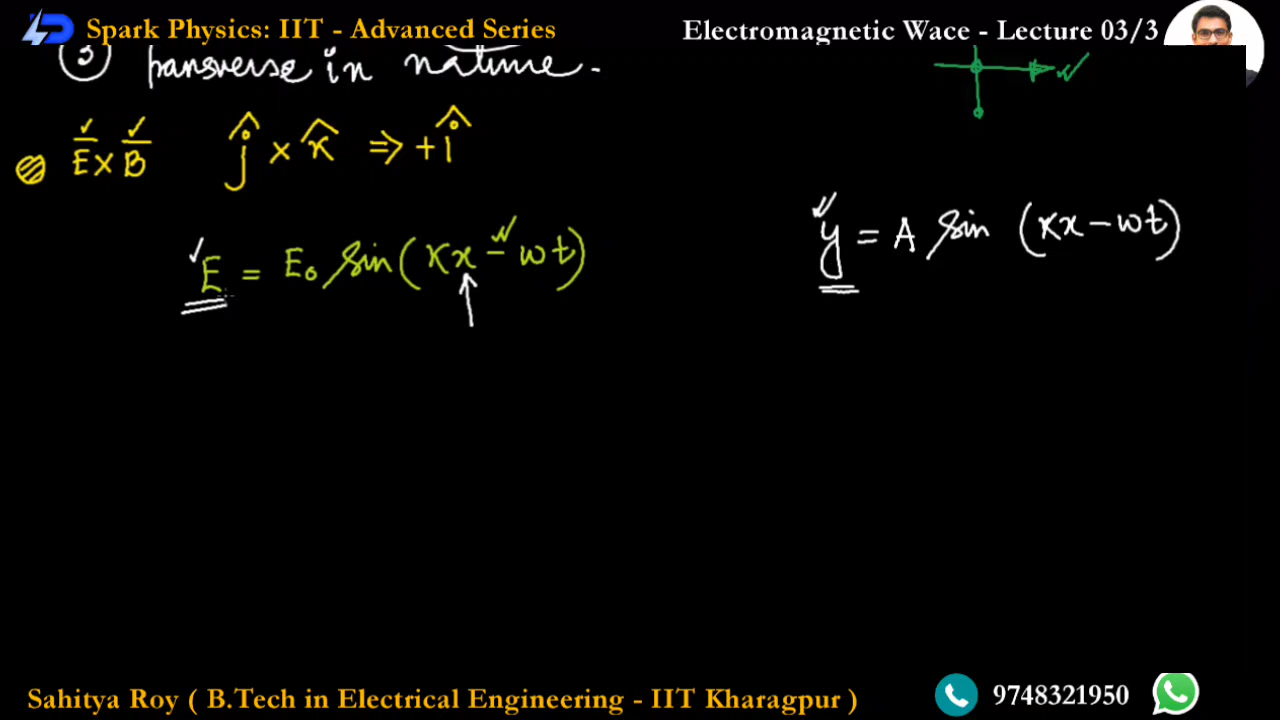 Spark Physics: IIT - Advanced Series
Electromagnetic Wace - Lecture 03/3
③ transverse in nature.
E × B ĵ × k̂ ⇒ + î
E = E₀ sin (kx - ωt)
y = A sin (kx - ωt)
Sahitya Roy ( B.Tech in Electrical Engineering - IIT Kharagpur )
9748321950